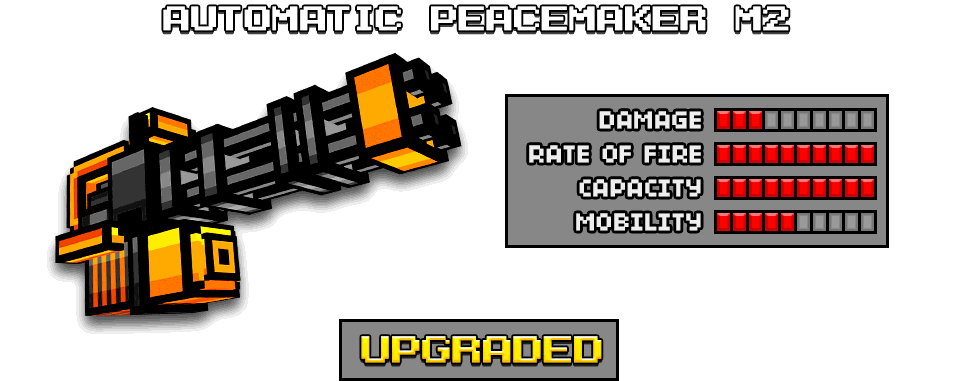 AUTOMATIC PEACEMAKER M2
DAMAGE
RATE OF FIRE
CAPACITY
MOBILITY
UPGRADED